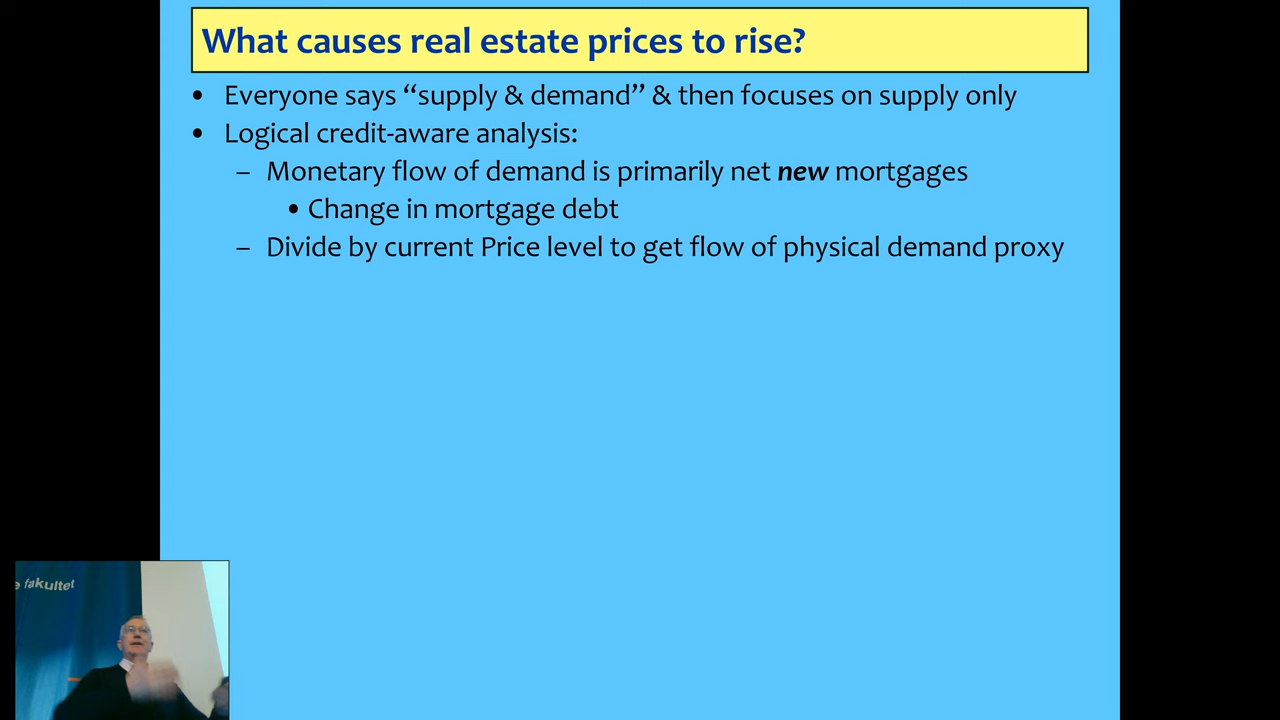 What causes real estate prices to rise?
• Everyone says “supply & demand” & then focuses on supply only
• Logical credit-aware analysis:
– Monetary flow of demand is primarily net new mortgages
• Change in mortgage debt
– Divide by current Price level to get flow of physical demand proxy
e fakultet